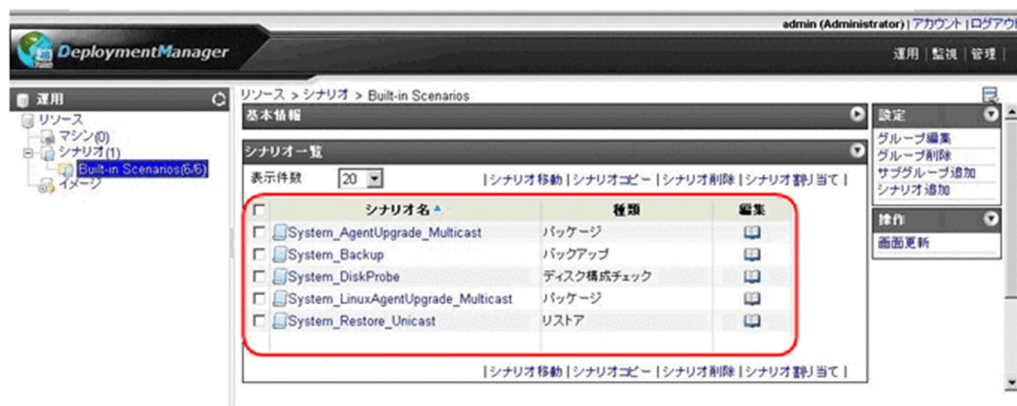 admin (Administrator) | アカウント | ログアウト
DeploymentManager
運用 | 監視 | 管理 |
運用
リソース
マシン(0)
シナリオ(1)
Built-in Scenarios(5/5)
イメージ
リソース > シナリオ > Built-in Scenarios
基本情報
シナリオ一覧
表示件数 20 | シナリオ移動 | シナリオコピー | シナリオ削除 | シナリオ割り当て |
シナリオ名 種類 編集
System_AgentUpgrade_Multicast パッケージ
System_Backup バックアップ
System_DiskProbe ディスク構成チェック
System_LinuxAgentUpgrade_Multicast パッケージ
System_Restore_Unicast リストア
| シナリオ移動 | シナリオコピー | シナリオ削除 | シナリオ割り当て |
設定
グループ編集
グループ削除
サブグループ追加
シナリオ追加
操作
画面更新